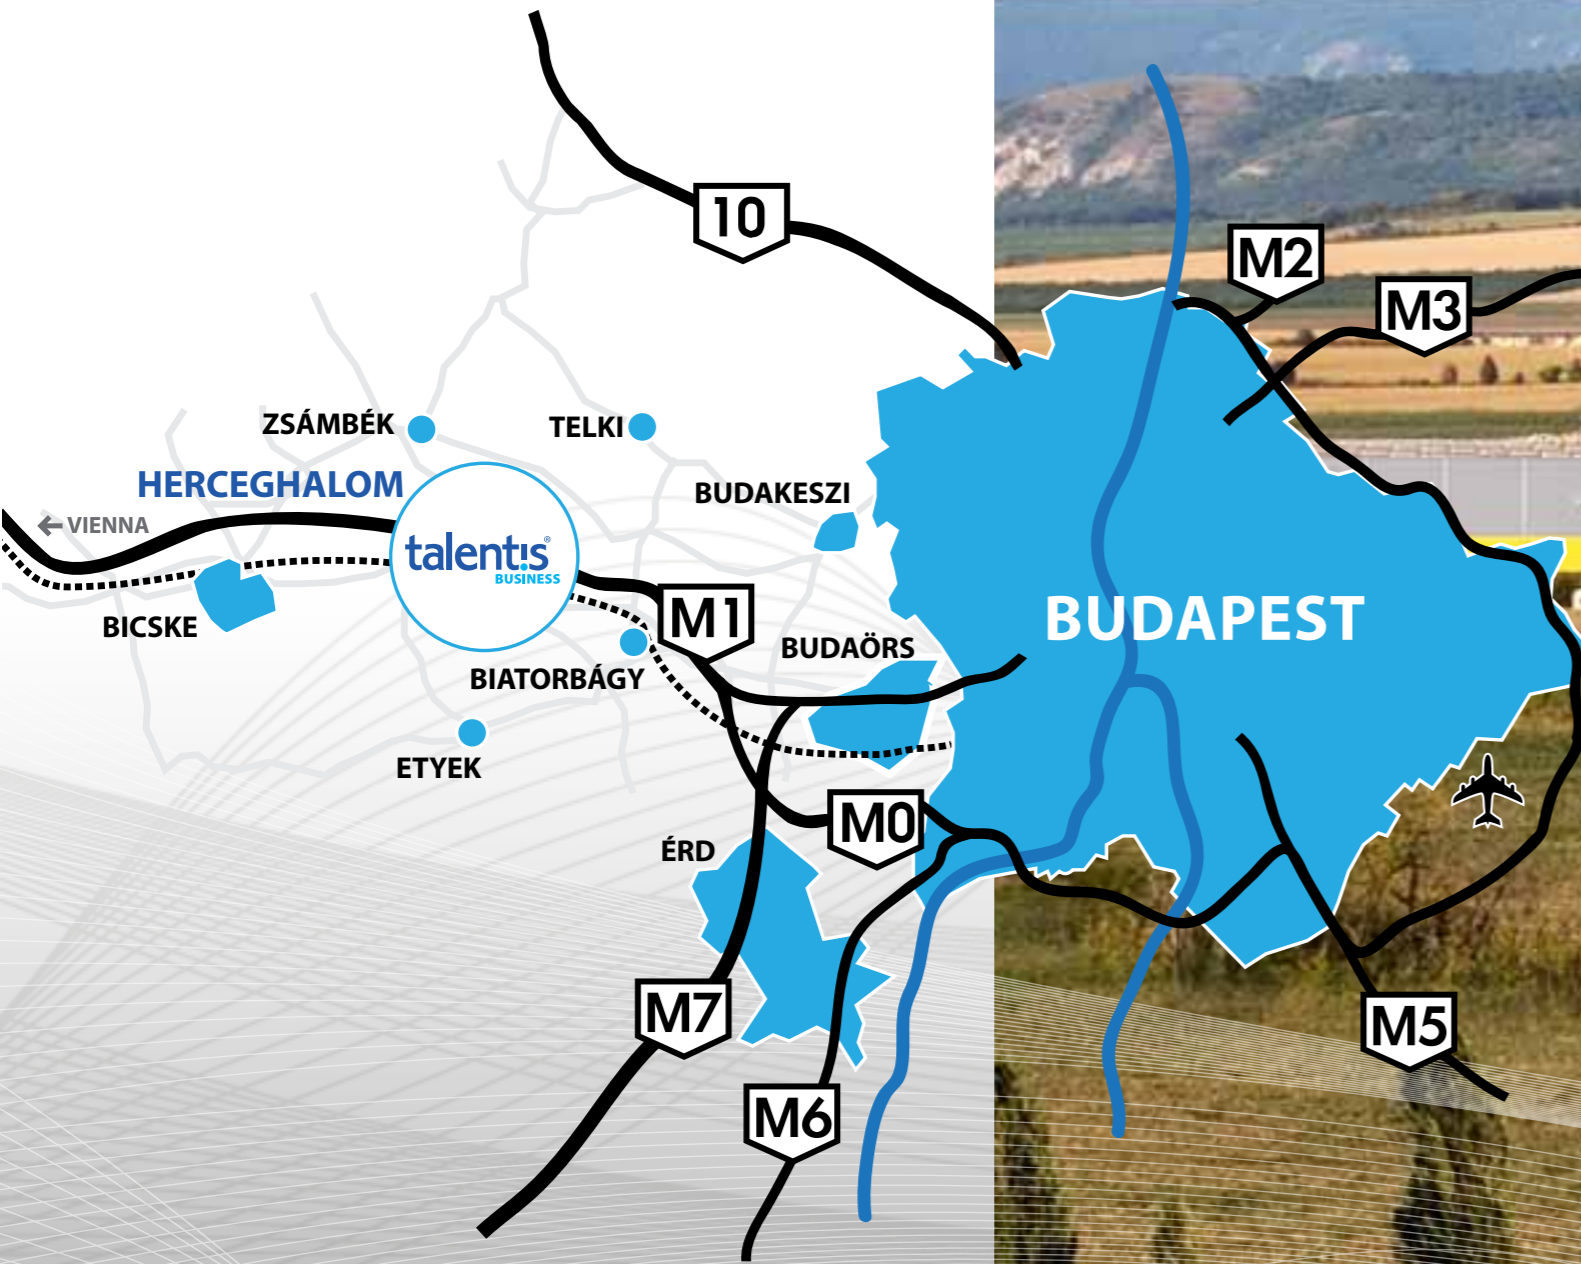 10
M2
M3
ZSÁMBÉK
TELKI
HERCEGHALOM
BUDAKESZI
← VIENNA
talentis®
BUSINESS
M1
BUDAPEST
BICSKE
BUDAÖRS
BIATORBÁGY
ETYEK
M0
ÉRD
M7
M5
M6